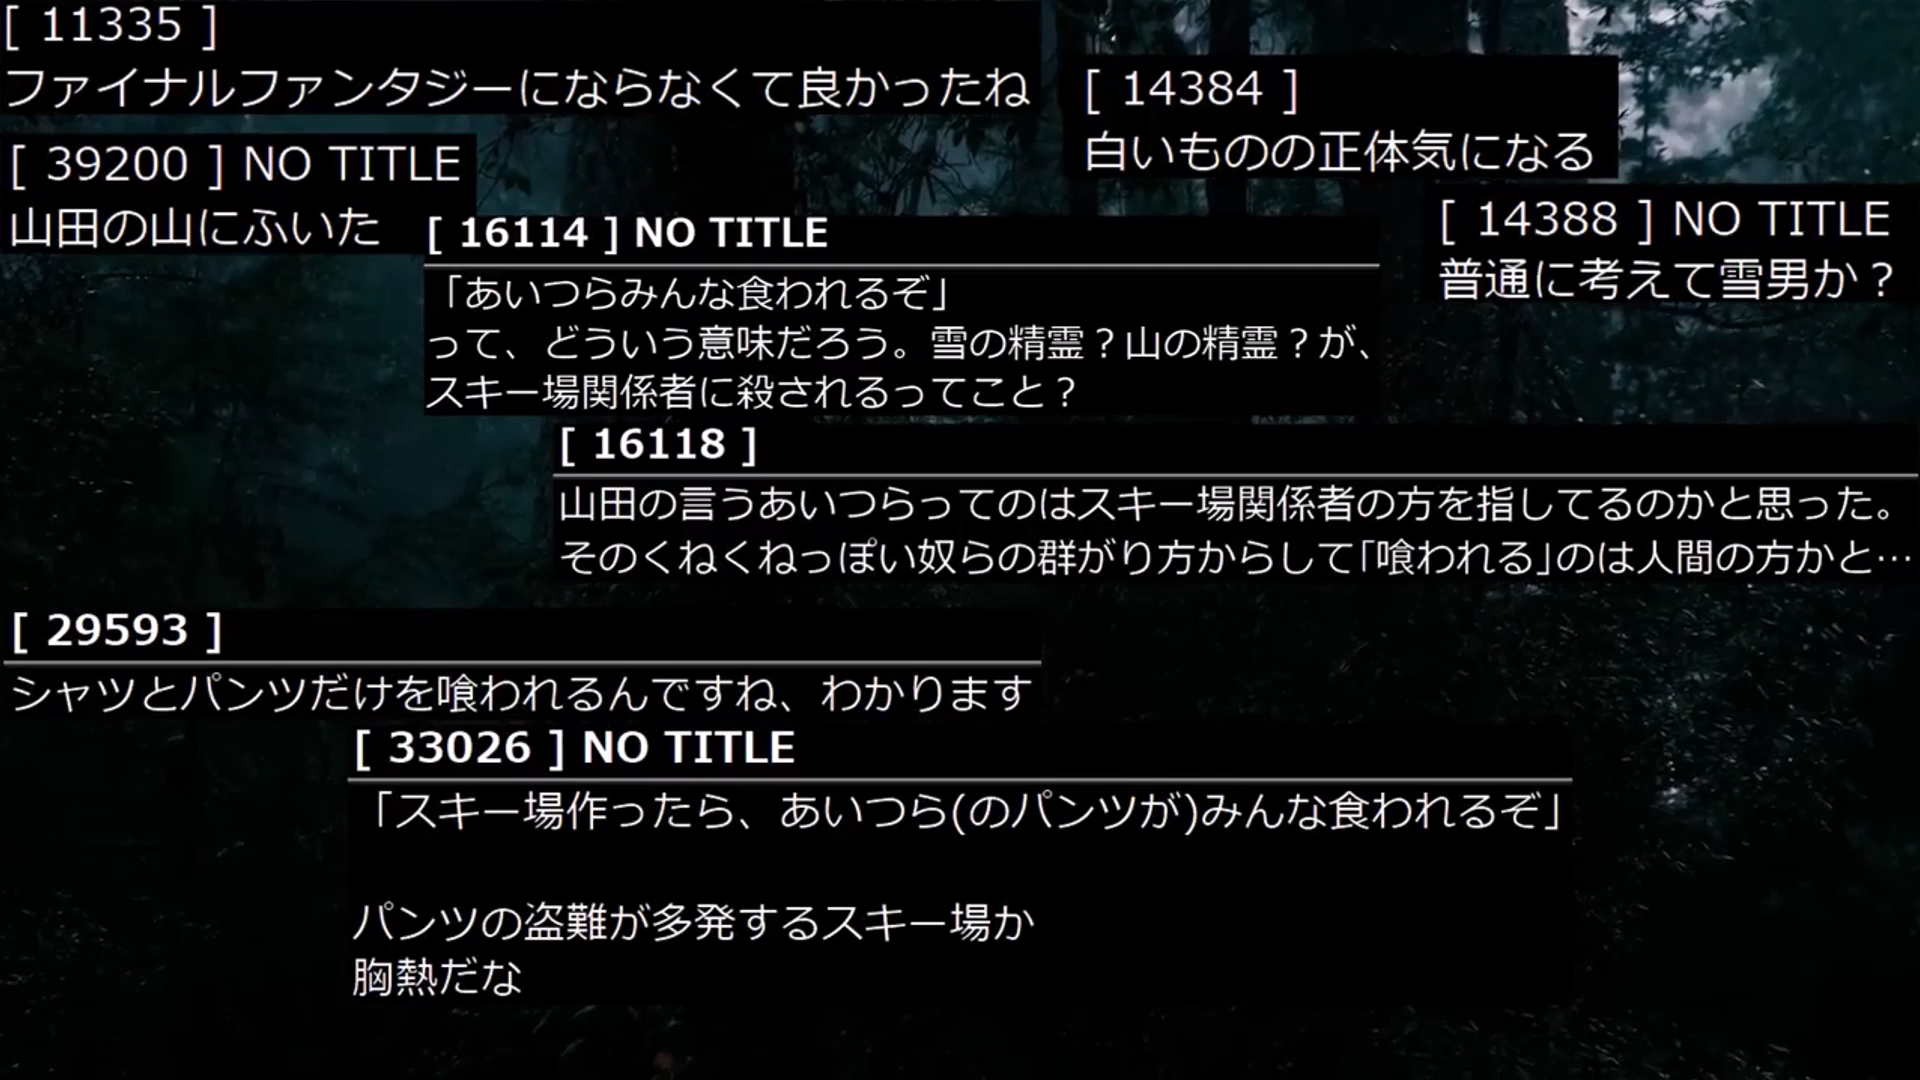 [ 11335 ]
ファイナルファンタジーにならなくて良かったね
[ 14384 ]
白いものの正体気になる
[ 39200 ] NO TITLE
山田の山にふいた
[ 14388 ] NO TITLE
普通に考えて雪男か？
[ 16114 ] NO TITLE
「あいつらみんな食われるぞ」
って、どういう意味だろう。雪の精霊？山の精霊？が、
スキー場関係者に殺されるってこと？
[ 16118 ]
山田の言うあいつらってのはスキー場関係者の方を指してるのかと思った。
そのくねくねっぽい奴らの群がり方からして｢喰われる｣のは人間の方かと…
[ 29593 ]
シャツとパンツだけを喰われるんですね、わかります
[ 33026 ] NO TITLE
「スキー場作ったら、あいつら(のパンツが)みんな食われるぞ」
パンツの盗難が多発するスキー場か
胸熱だな